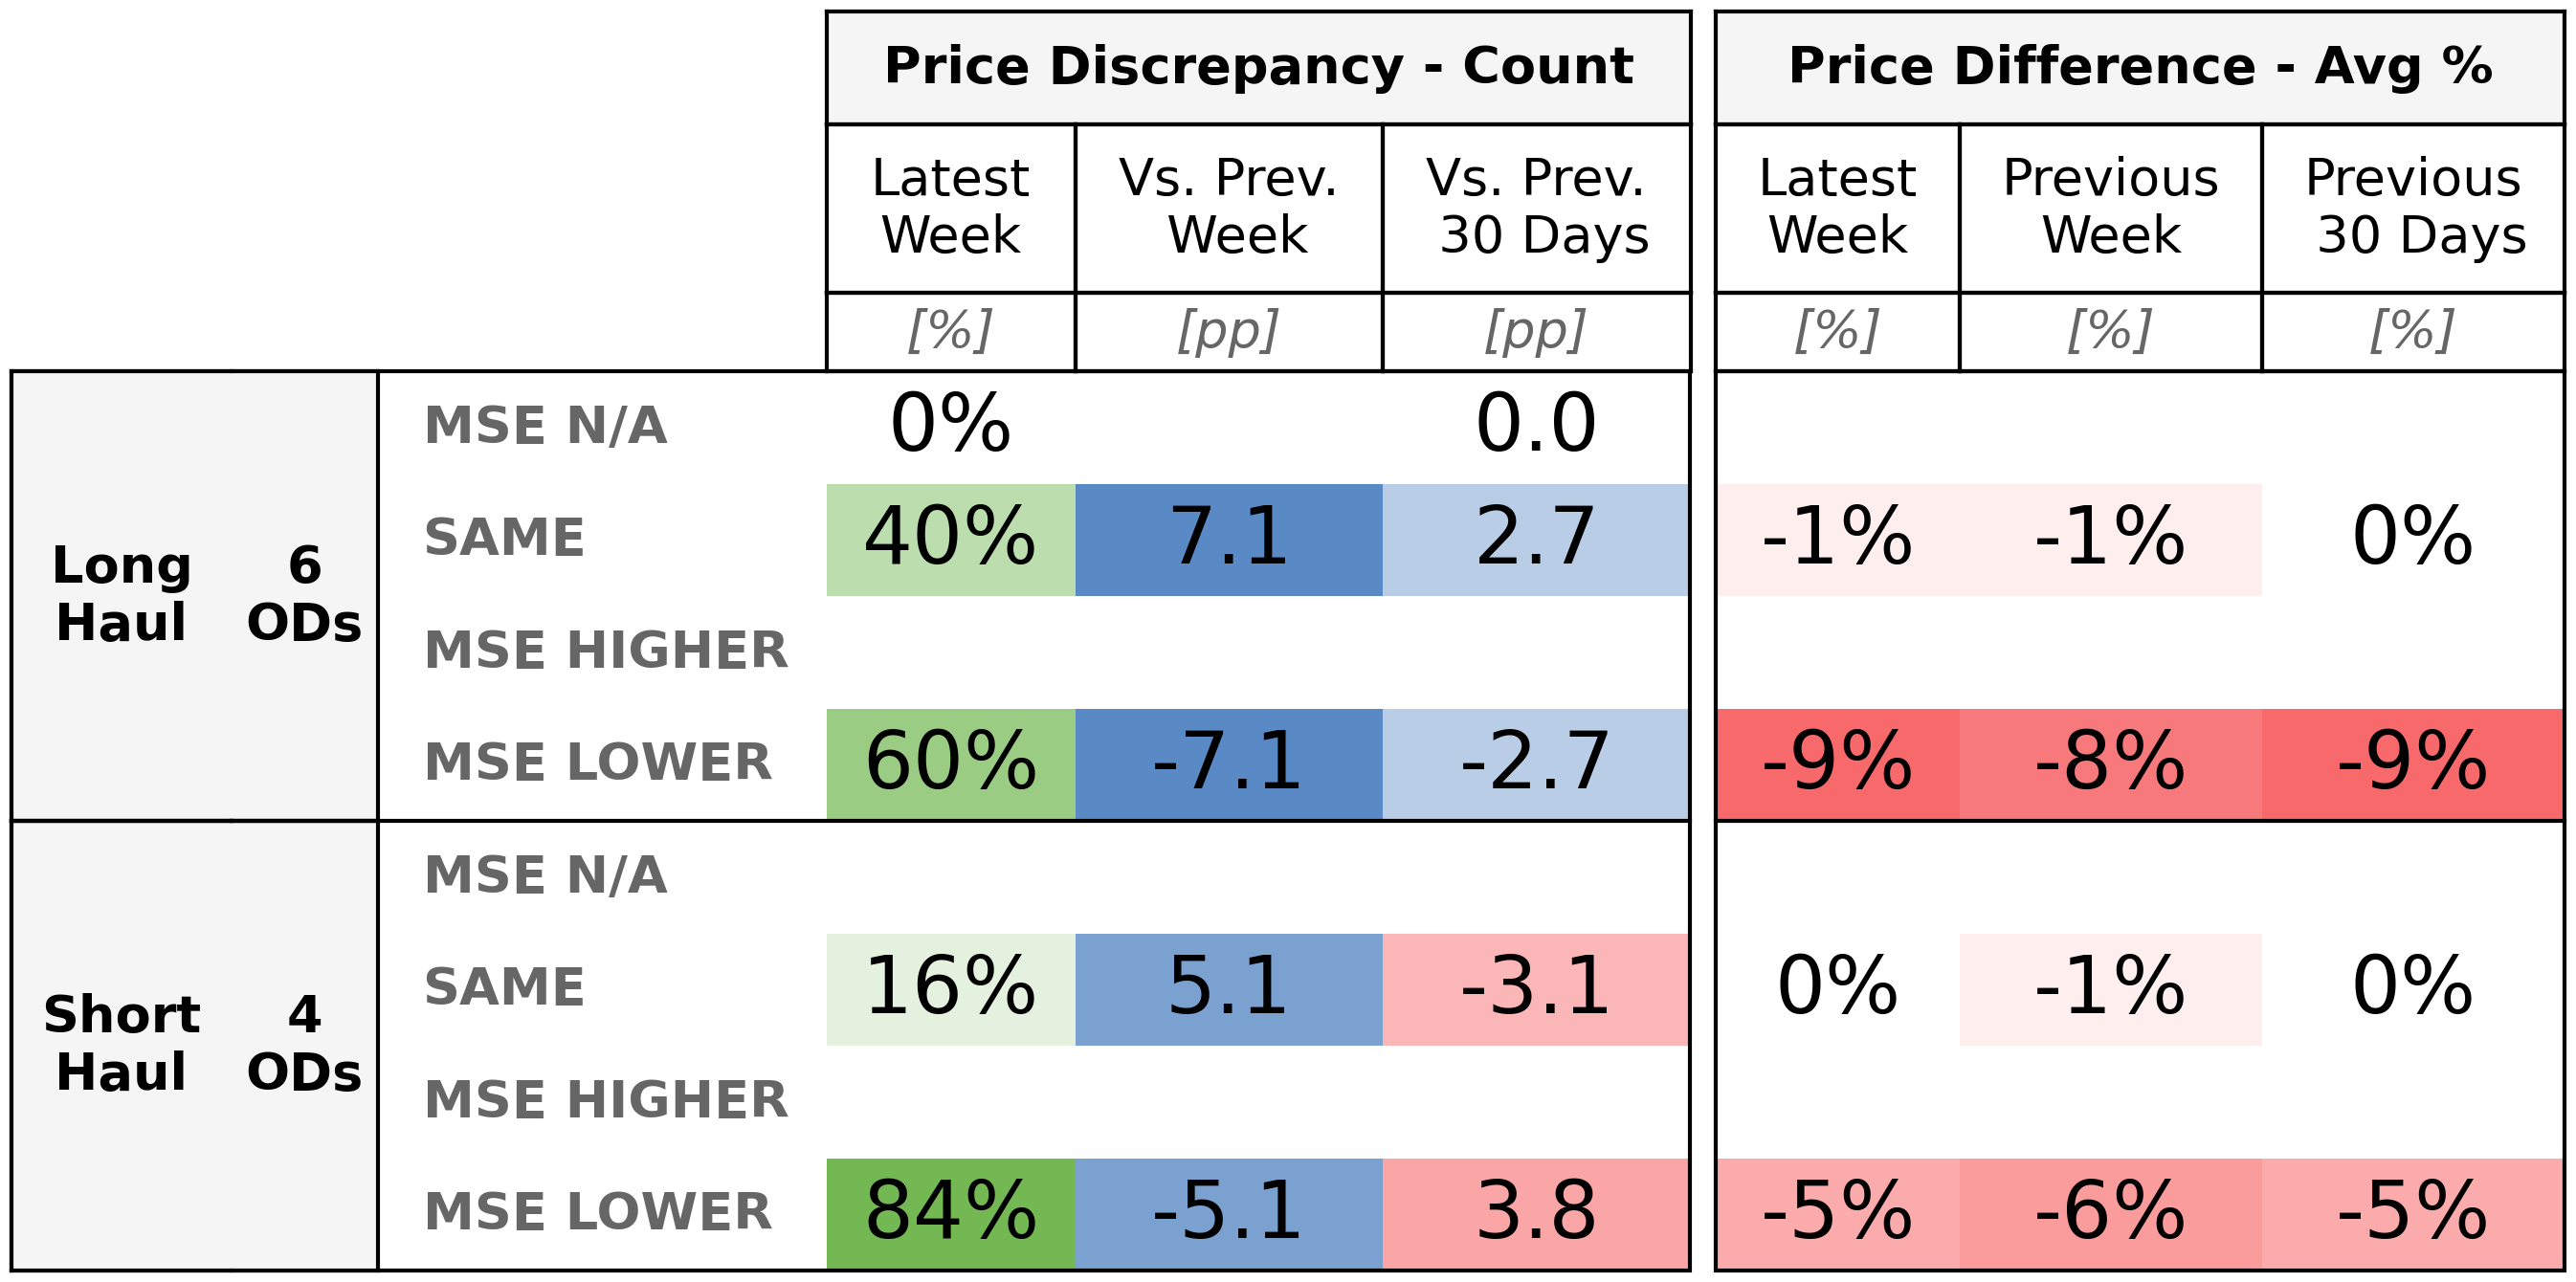 Price Discrepancy - Count
Price Difference - Avg %
Latest Week
Vs. Prev. Week
Vs. Prev. 30 Days
Latest Week
Previous Week
Previous 30 Days
[%] [pp] [pp] [%] [%] [%]
Long Haul
6 ODs
MSE N/A 0% 0.0
SAME 40% 7.1 2.7 -1% -1% 0%
MSE HIGHER
MSE LOWER 60% -7.1 -2.7 -9% -8% -9%
Short Haul
4 ODs
MSE N/A
SAME 16% 5.1 -3.1 0% -1% 0%
MSE HIGHER
MSE LOWER 84% -5.1 3.8 -5% -6% -5%